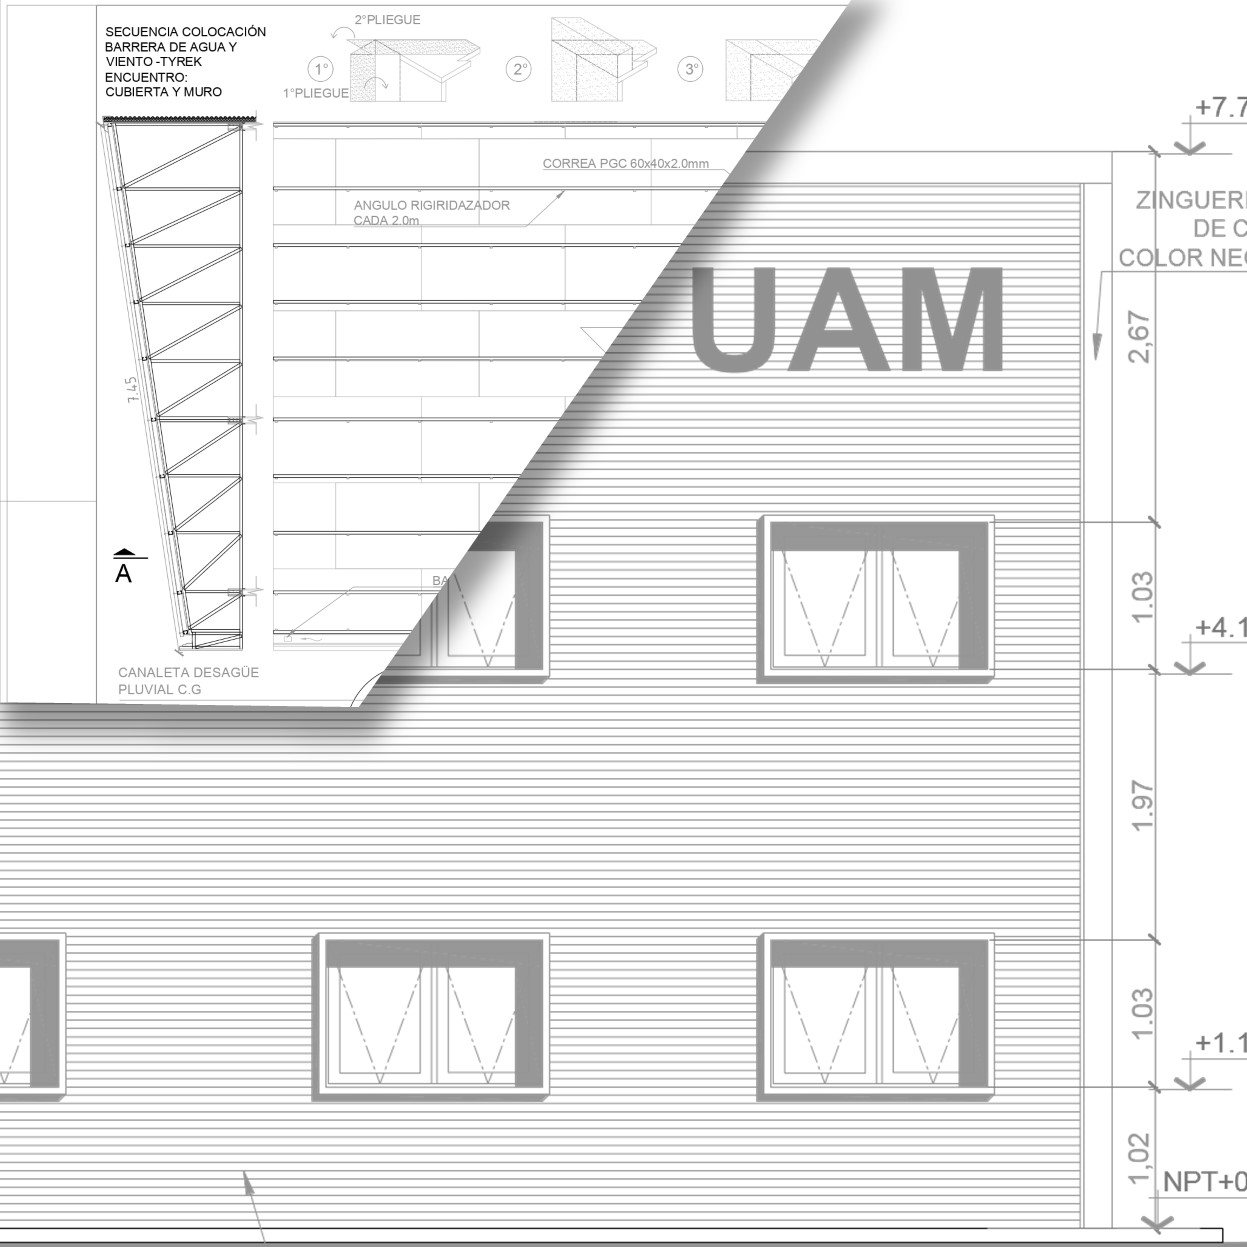 SECUENCIA COLOCACIÓN
BARRERA DE AGUA Y
VIENTO -TYREK
ENCUENTRO:
CUBIERTA Y MURO
2°PLIEGUE
1°
1°PLIEGUE
2°
3°
CORREA PGC 60x40x2.0mm
ANGULO RIGIRIDAZADOR
CADA 2.0m
7.45
A
BA
CANALETA DESAGÜE
PLUVIAL C.G
UAM
+7.7
ZINGUERI
DE C
COLOR NEG
2,67
1.03
+4.1
1.97
1.03
+1.1
1,02
NPT+0